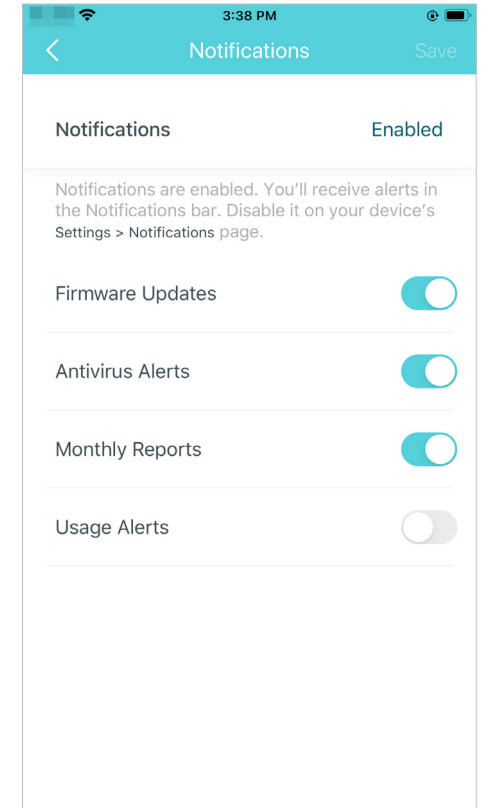 3:38 PM
Notifications Save
Notifications Enabled
Notifications are enabled. You’ll receive alerts in
the Notifications bar. Disable it on your device’s
Settings > Notifications page.
Firmware Updates
Antivirus Alerts
Monthly Reports
Usage Alerts